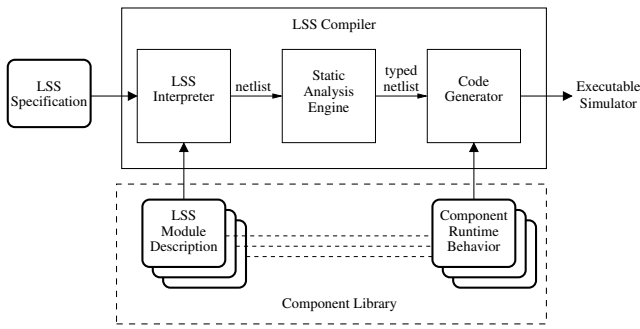 LSS Compiler
LSS
Specification
LSS
Interpreter
netlist
Static
Analysis
Engine
typed
netlist
Code
Generator
Executable
Simulator
LSS
Module
Description
Component
Runtime
Behavior
Component Library